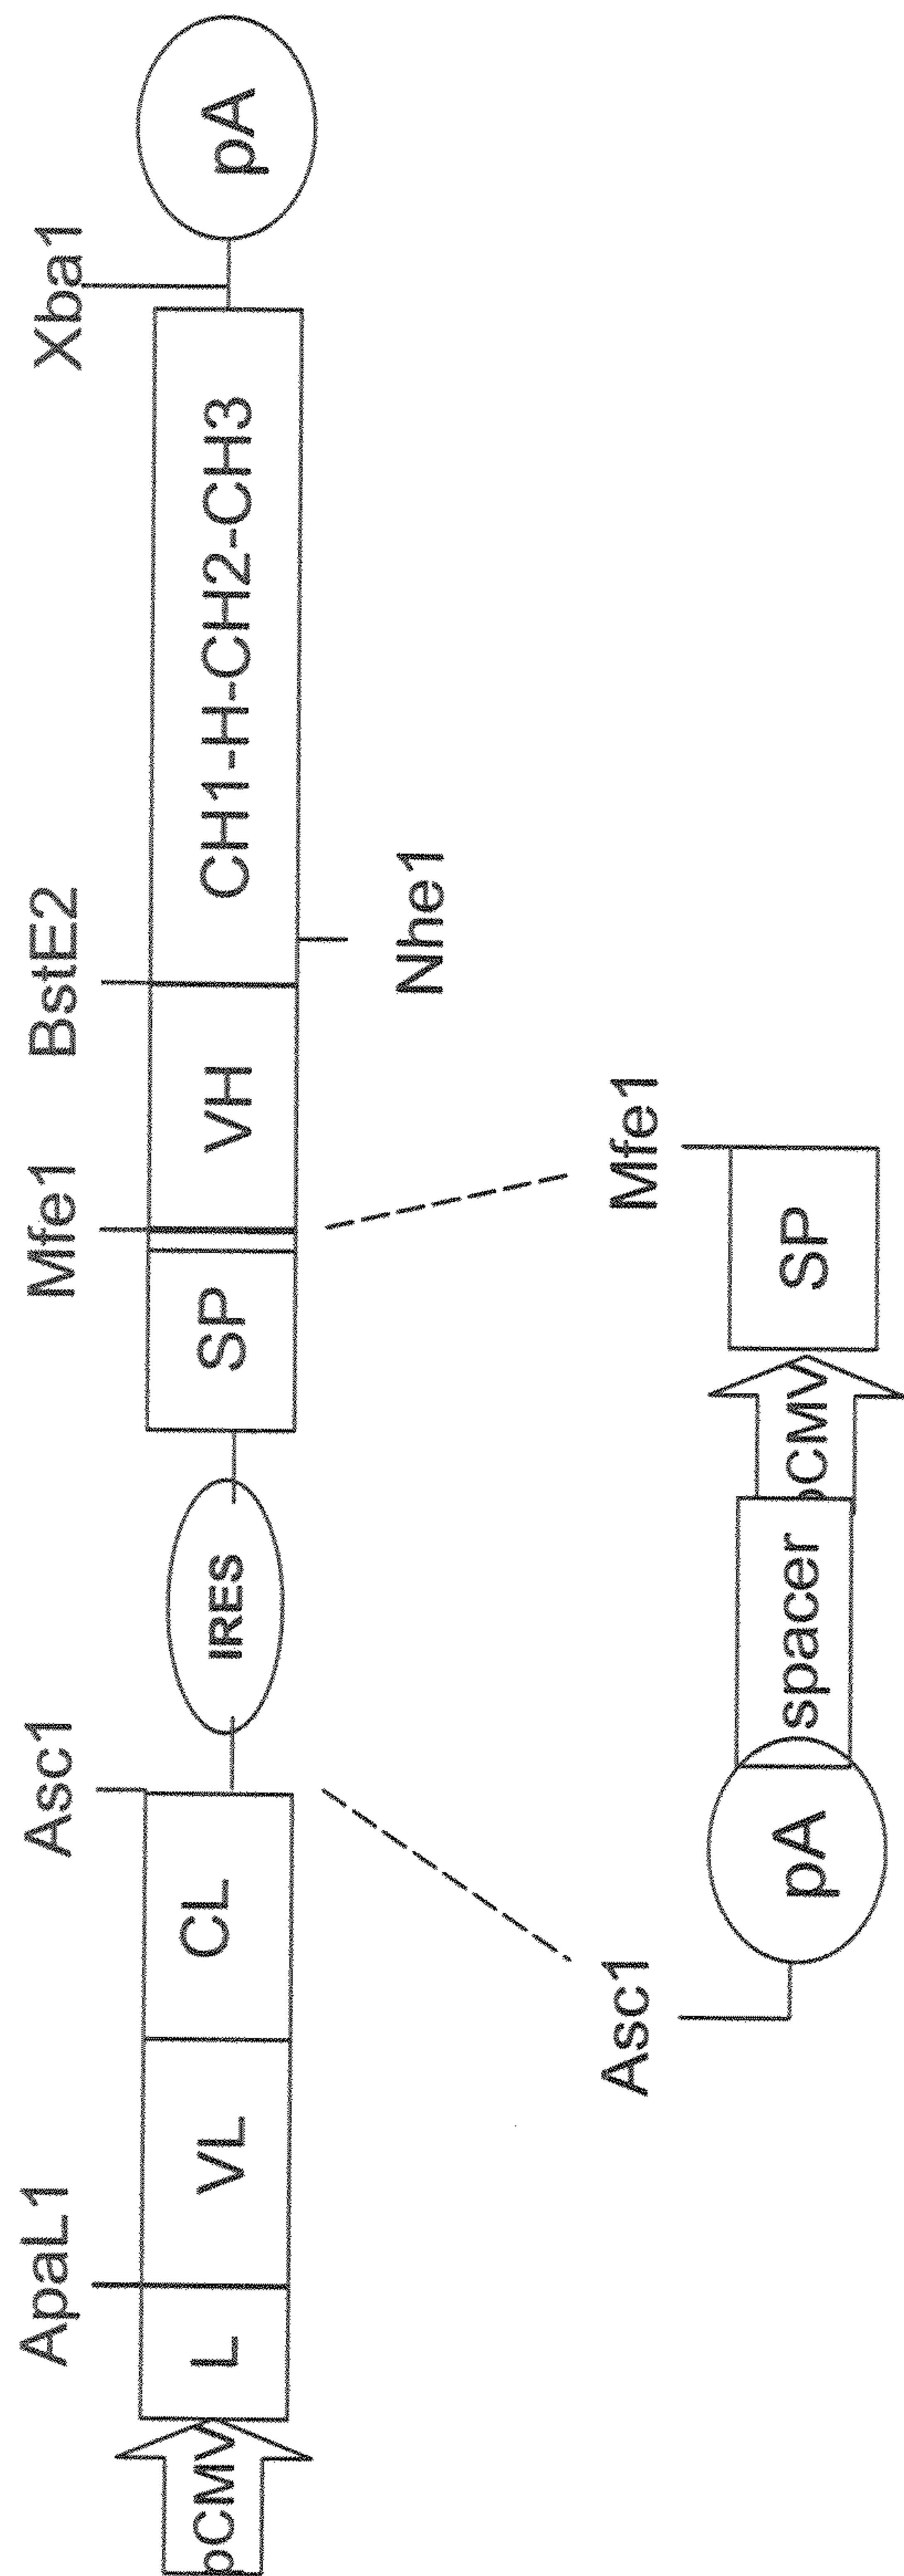 ApaL1
Asc1
Mfe1
BstE2
Xba1
pCMV
L
VL
CL
IRES
SP
VH
CH1-H-CH2-CH3
pA
Nhe1
Asc1
Mfe1
pA
spacer
pCMV
SP